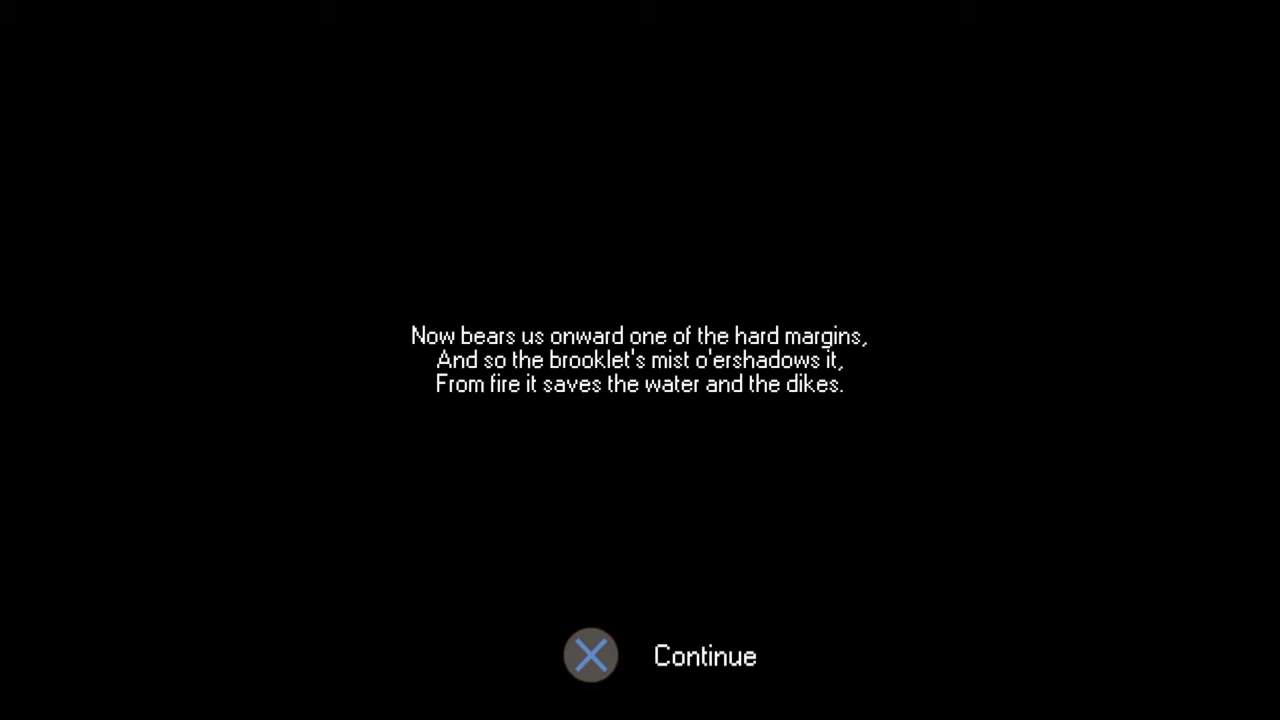 Now bears us onward one of the hard margins,
And so the brooklet's mist o'ershadows it,
From fire it saves the water and the dikes.
Continue